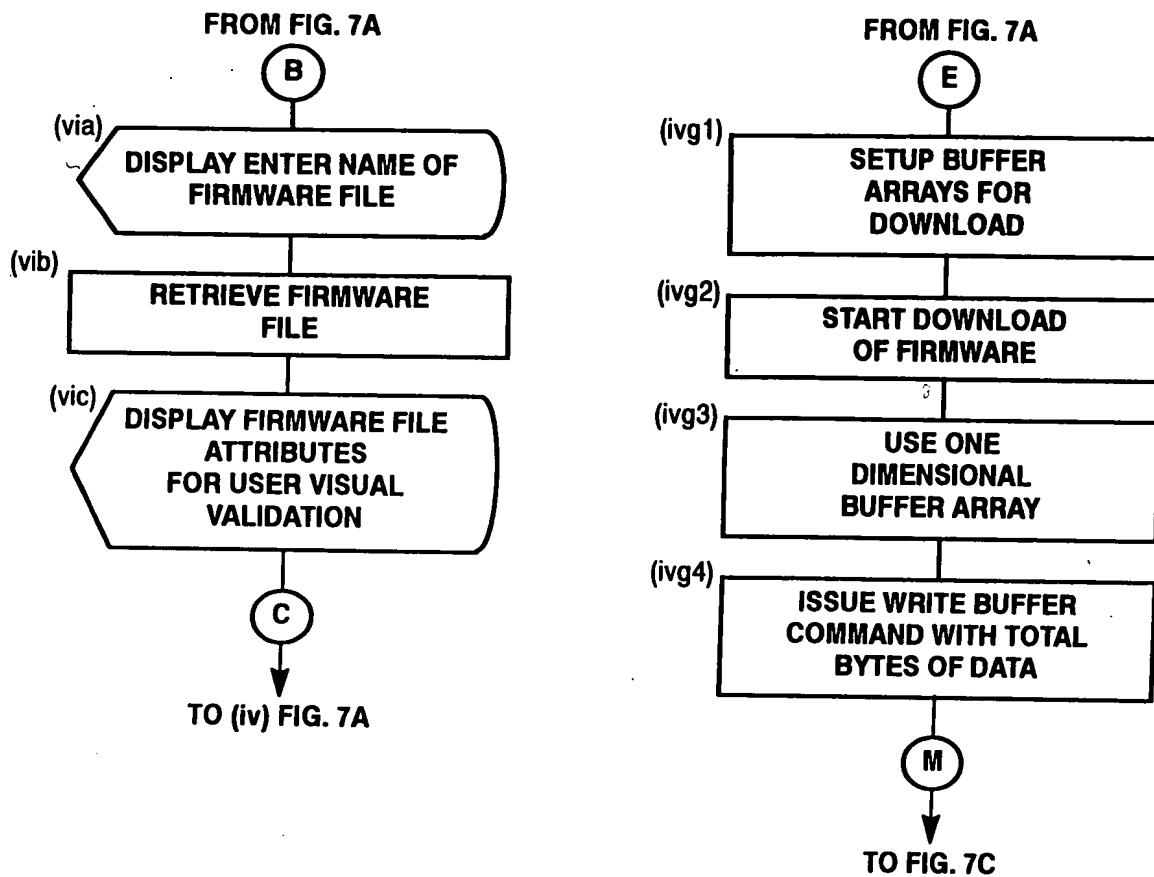 FROM FIG. 7A
B
(via)
DISPLAY ENTER NAME OF
FIRMWARE FILE
(vib)
RETRIEVE FIRMWARE
FILE
(vic)
DISPLAY FIRMWARE FILE
ATTRIBUTES
FOR USER VISUAL
VALIDATION
C
TO (iv) FIG. 7A
FROM FIG. 7A
E
(ivg1)
SETUP BUFFER
ARRAYS FOR
DOWNLOAD
(ivg2)
START DOWNLOAD
OF FIRMWARE
(ivg3)
USE ONE
DIMENSIONAL
BUFFER ARRAY
(ivg4)
ISSUE WRITE BUFFER
COMMAND WITH TOTAL
BYTES OF DATA
M
TO FIG. 7C